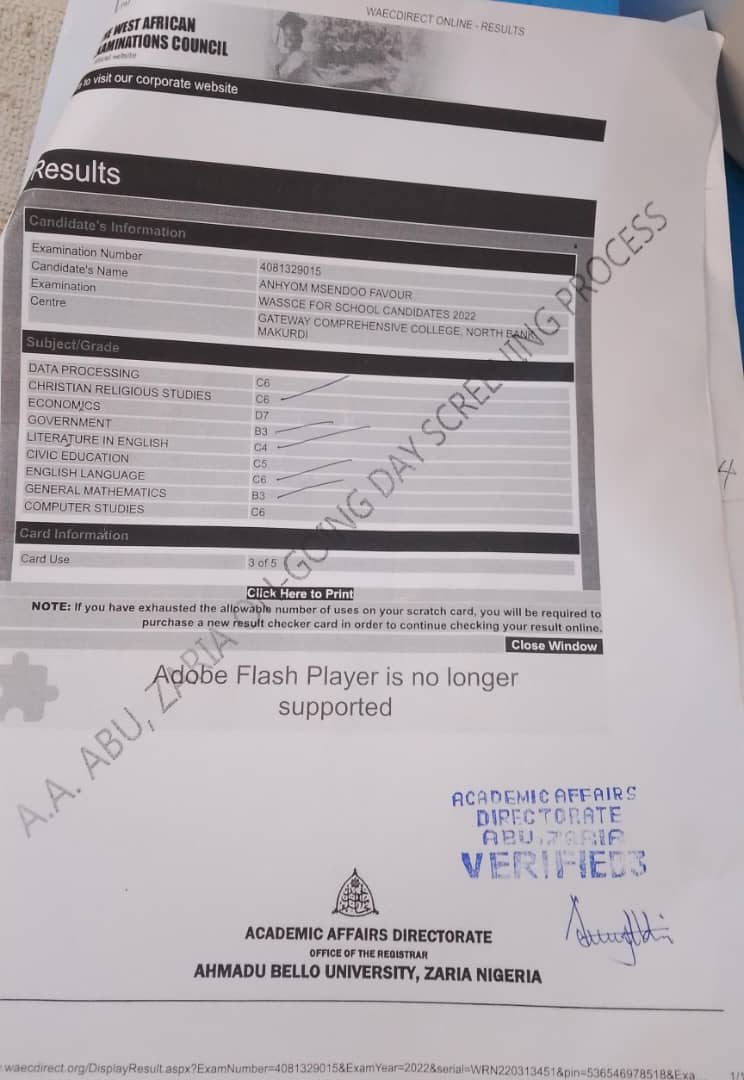 WAECDIRECT ONLINE - RESULTS
WEST AFRICAN
EXAMINATIONS COUNCIL
official website
to visit our corporate website
Results
Candidate's Information
Examination Number 4081329015
Candidate's Name ANHYOM MSENDOO FAVOUR
Examination WASSCE FOR SCHOOL CANDIDATES 2022
Centre GATEWAY COMPREHENSIVE COLLEGE, NORTH BANK
MAKURDI
Subject/Grade
DATA PROCESSING C6
CHRISTIAN RELIGIOUS STUDIES C6
ECONOMICS D7
GOVERNMENT B3
LITERATURE IN ENGLISH C4
CIVIC EDUCATION C5
ENGLISH LANGUAGE C6
GENERAL MATHEMATICS B3
COMPUTER STUDIES C6
Card Information
Card Use 3 of 5
Click Here to Print
NOTE: If you have exhausted the allowable number of uses on your scratch card, you will be required to
purchase a new result checker card in order to continue checking your result online.
Close Window
Adobe Flash Player is no longer
supported
A.A. ABU, ZARIA ON-GOING DAY SCREENING PROCESS
4
ACADEMIC AFFAIRS
DIRECTORATE
ABU, ZARIA
VERIFIED3
ACADEMIC AFFAIRS DIRECTORATE
OFFICE OF THE REGISTRAR
AHMADU BELLO UNIVERSITY, ZARIA NIGERIA
.waecdirect.org/DisplayResult.aspx?ExamNumber=4081329015&ExamYear=2022&serial=WRN220313451&pin=536546978518&Exa... 1/1